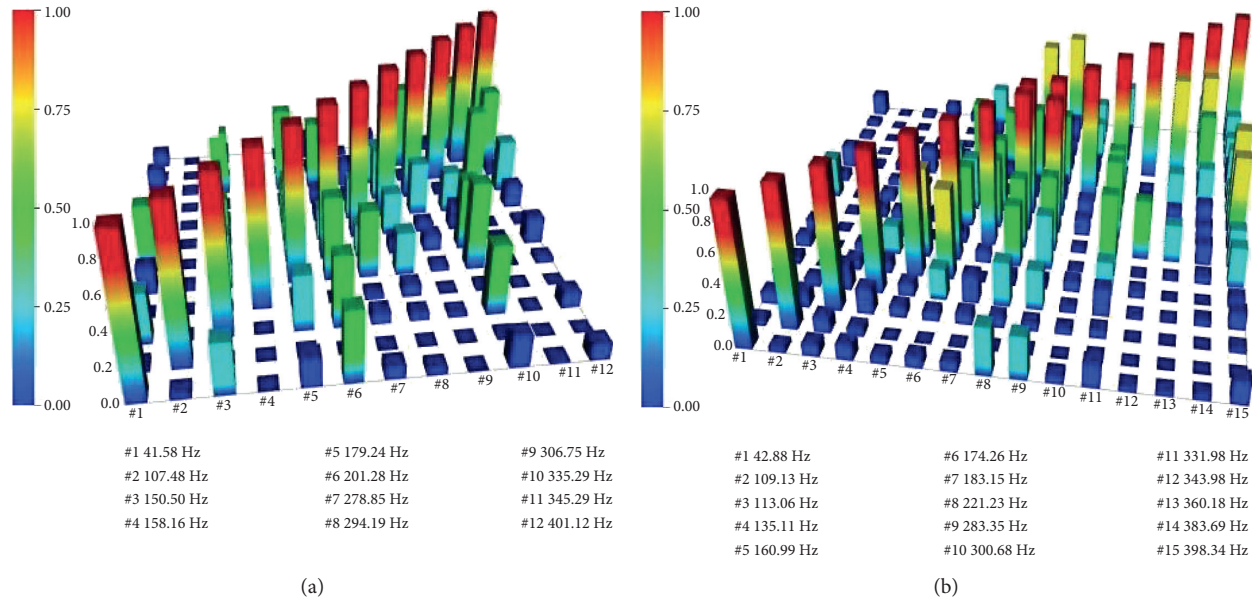 1.00
0.75
0.50
0.25
0.00
1.0
0.8
0.6
0.4
0.2
0.0
#1
#2
#3
#4
#5
#6
#7
#8
#9
#10
#11
#12
#1 41.58 Hz
#2 107.48 Hz
#3 150.50 Hz
#4 158.16 Hz
#5 179.24 Hz
#6 201.28 Hz
#7 278.85 Hz
#8 294.19 Hz
#9 306.75 Hz
#10 335.29 Hz
#11 345.29 Hz
#12 401.12 Hz
(a)
1.00
0.75
0.50
0.25
0.00
1.0
0.8
0.6
0.4
0.2
0.0
#1
#2
#3
#4
#5
#6
#7
#8
#9
#10
#11
#12
#13
#14
#15
#1 42.88 Hz
#2 109.13 Hz
#3 113.06 Hz
#4 135.11 Hz
#5 160.99 Hz
#6 174.26 Hz
#7 183.15 Hz
#8 221.23 Hz
#9 283.35 Hz
#10 300.68 Hz
#11 331.98 Hz
#12 343.98 Hz
#13 360.18 Hz
#14 383.69 Hz
#15 398.34 Hz
(b)